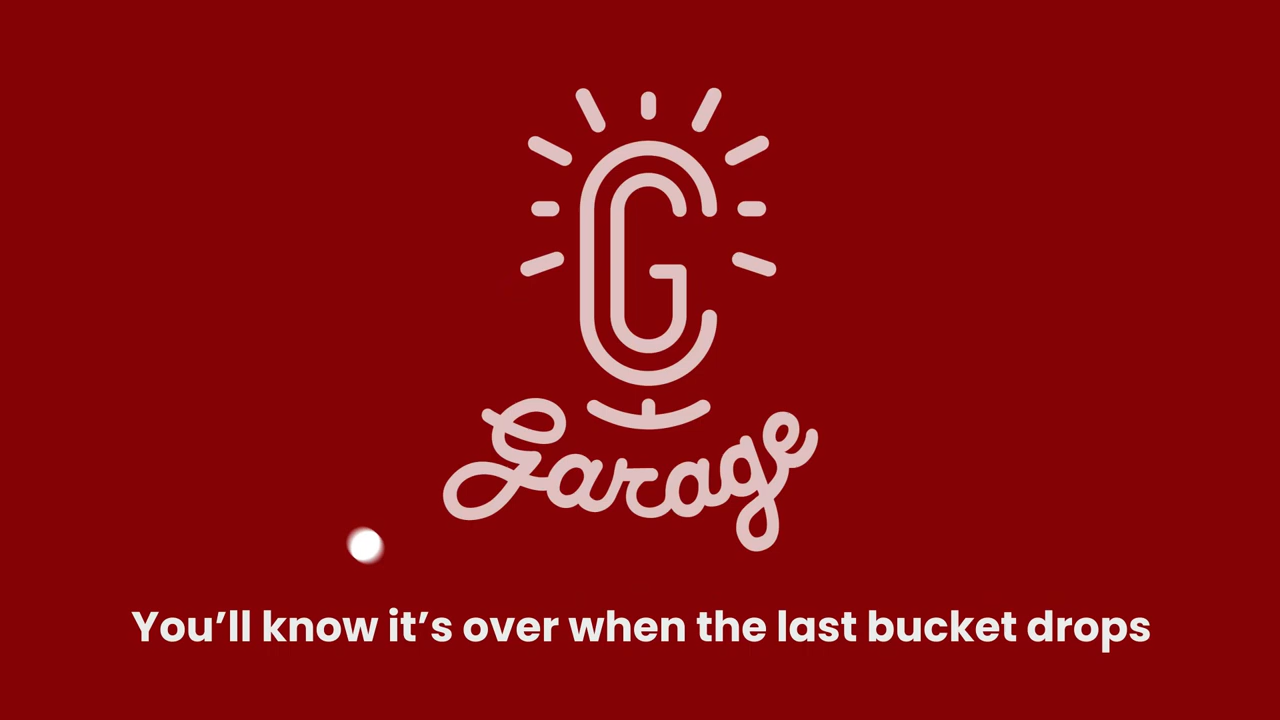 G
Garage
You’ll know it’s over when the last bucket drops